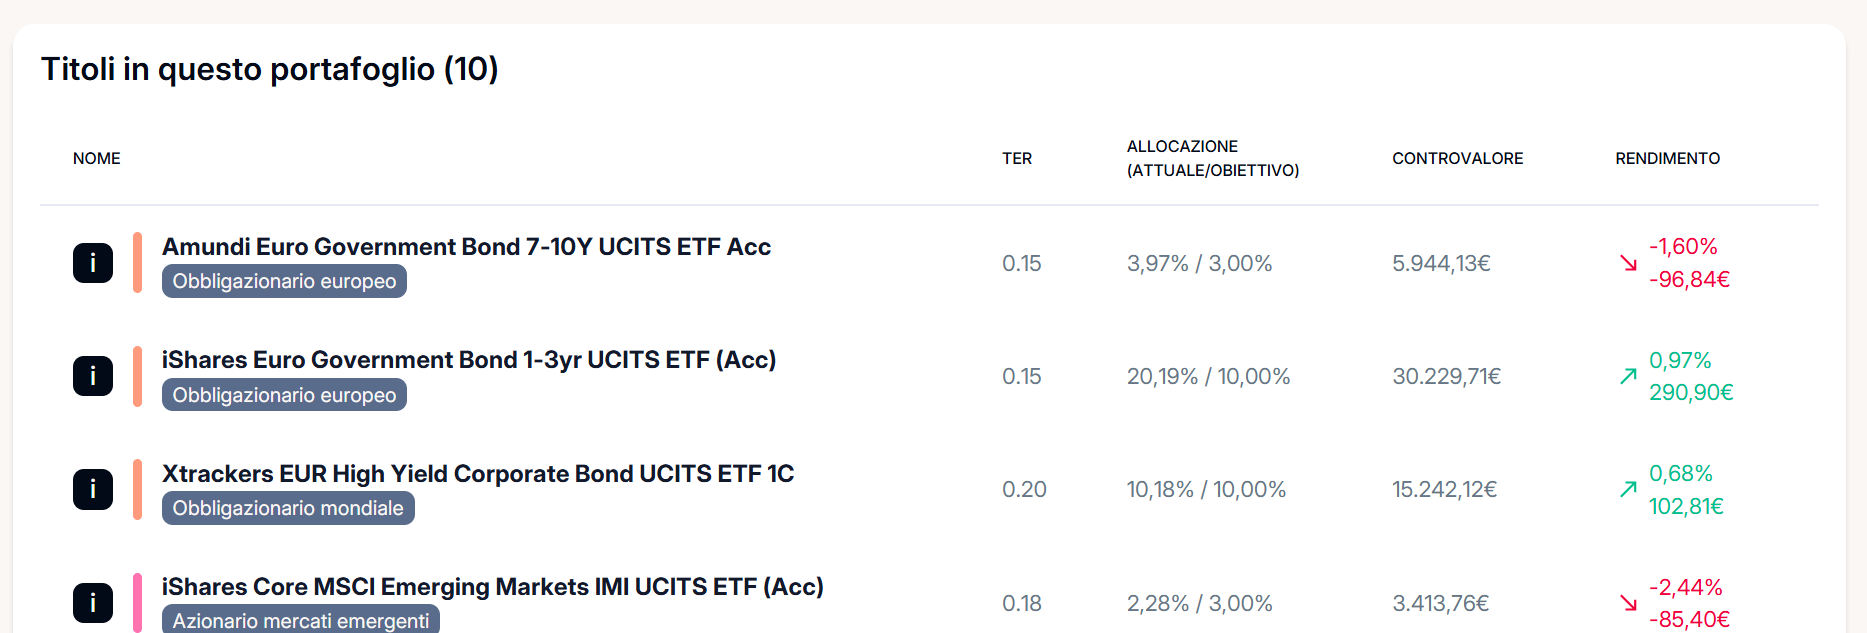 Titoli in questo portafoglio (10)
NOME
TER
ALLOCAZIONE
(ATTUALE/OBIETTIVO)
CONTROVALORE
RENDIMENTO
i
Amundi Euro Government Bond 7-10Y UCITS ETF Acc
Obbligazionario europeo
0.15
3,97% / 3,00%
5.944,13€
-1,60%
-96,84€
i
iShares Euro Government Bond 1-3yr UCITS ETF (Acc)
Obbligazionario europeo
0.15
20,19% / 10,00%
30.229,71€
0,97%
290,90€
i
Xtrackers EUR High Yield Corporate Bond UCITS ETF 1C
Obbligazionario mondiale
0.20
10,18% / 10,00%
15.242,12€
0,68%
102,81€
i
iShares Core MSCI Emerging Markets IMI UCITS ETF (Acc)
Azionario mercati emergenti
0.18
2,28% / 3,00%
3.413,76€
-2,44%
-85,40€